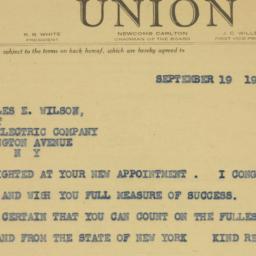 UNION
R. B. WHITE
PRESIDENT
NEWCOMB CARLTON
CHAIRMAN OF THE BOARD
J. C. WILL
FIRST VICE PRES
subject to the terms on back hereof, which are hereby agreed to
SEPTEMBER 19 19
LES E. WILSON,
LECTRIC COMPANY
NGTON AVENUE
N Y
IGHTED AT YOUR NEW APPOINTMENT . I CONG
AND WISH YOU FULL MEASURE OF SUCCESS.
CERTAIN THAT YOU CAN COUNT ON THE FULLES
AND FROM THE STATE OF NEW YORK KIND RE